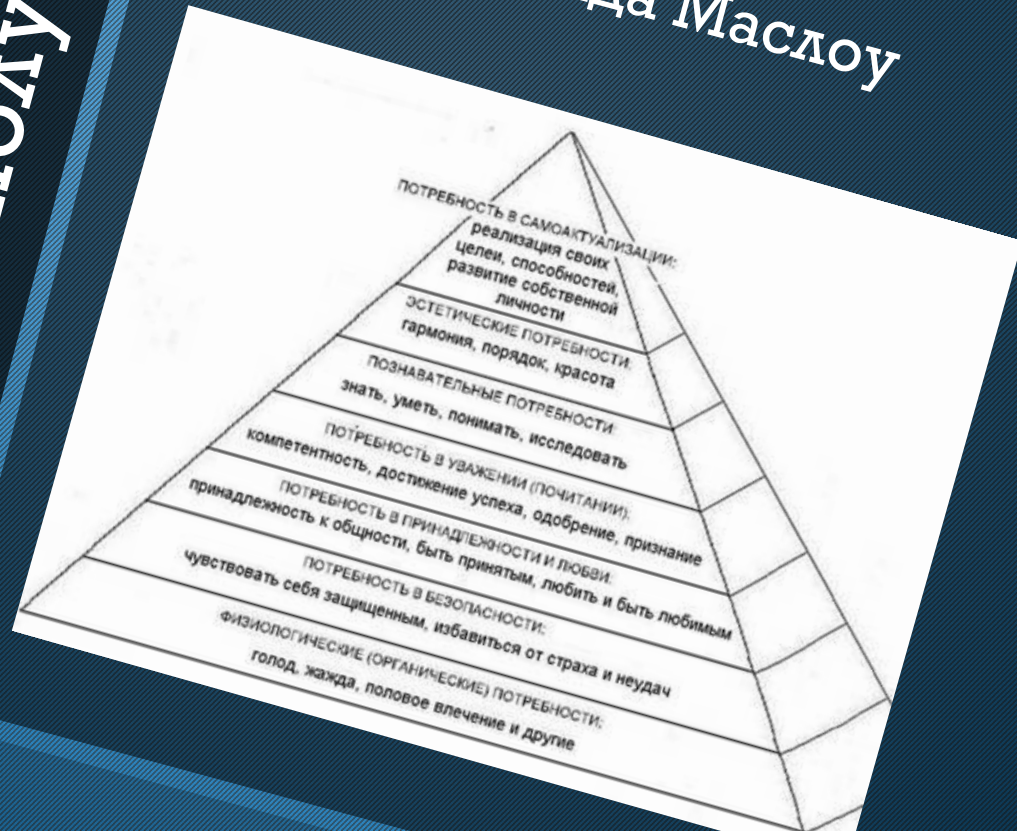 Маслоу
ПОТРЕБНОСТЬ В САМОАКТУАЛИЗАЦИИ:
реализация своих
целеи, способностей,
развитие собственной
личности
ЭСТЕТИЧЕСКИЕ ПОТРЕБНОСТИ:
гармония, порядок, красота
ПОЗНАВАТЕЛЬНЫЕ ПОТРЕБНОСТИ:
знать, уметь, понимать, исследовать
ПОТРЕБНОСТЬ В УВАЖЕНИИ (ПОЧИТАНИИ):
компетентность, достижение успеха, одобрение, признание
ПОТРЕБНОСТЬ В ПРИНАДЛЕЖНОСТИ И ЛЮБВИ:
принадлежность к общности, быть принятым, любить и быть любимым
ПОТРЕБНОСТЬ В БЕЗОПАСНОСТИ:
чувствовать себя защищенным, избавиться от страха и неудач
ФИЗИОЛОГИЧЕСКИЕ (ОРГАНИЧЕСКИЕ) ПОТРЕБНОСТИ:
голод, жажда, половое влечение и другие